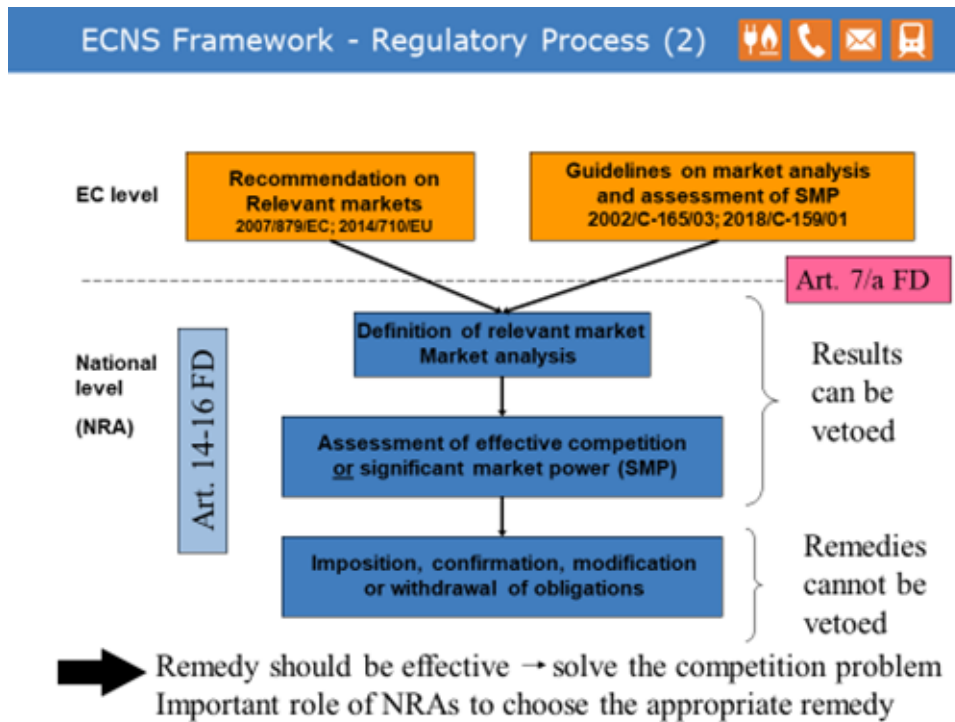 ECNS Framework - Regulatory Process (2)
EC level
Recommendation on
Relevant markets
2007/879/EC; 2014/710/EU
Guidelines on market analysis
and assessment of SMP
2002/C-165/03; 2018/C-159/01
Art. 7/a FD
National
level
(NRA)
Art. 14-16 FD
Definition of relevant market
Market analysis
Assessment of effective competition
or significant market power (SMP)
Results
can be
vetoed
Imposition, confirmation, modification
or withdrawal of obligations
Remedies
cannot be
vetoed
Remedy should be effective → solve the competition problem
Important role of NRAs to choose the appropriate remedy